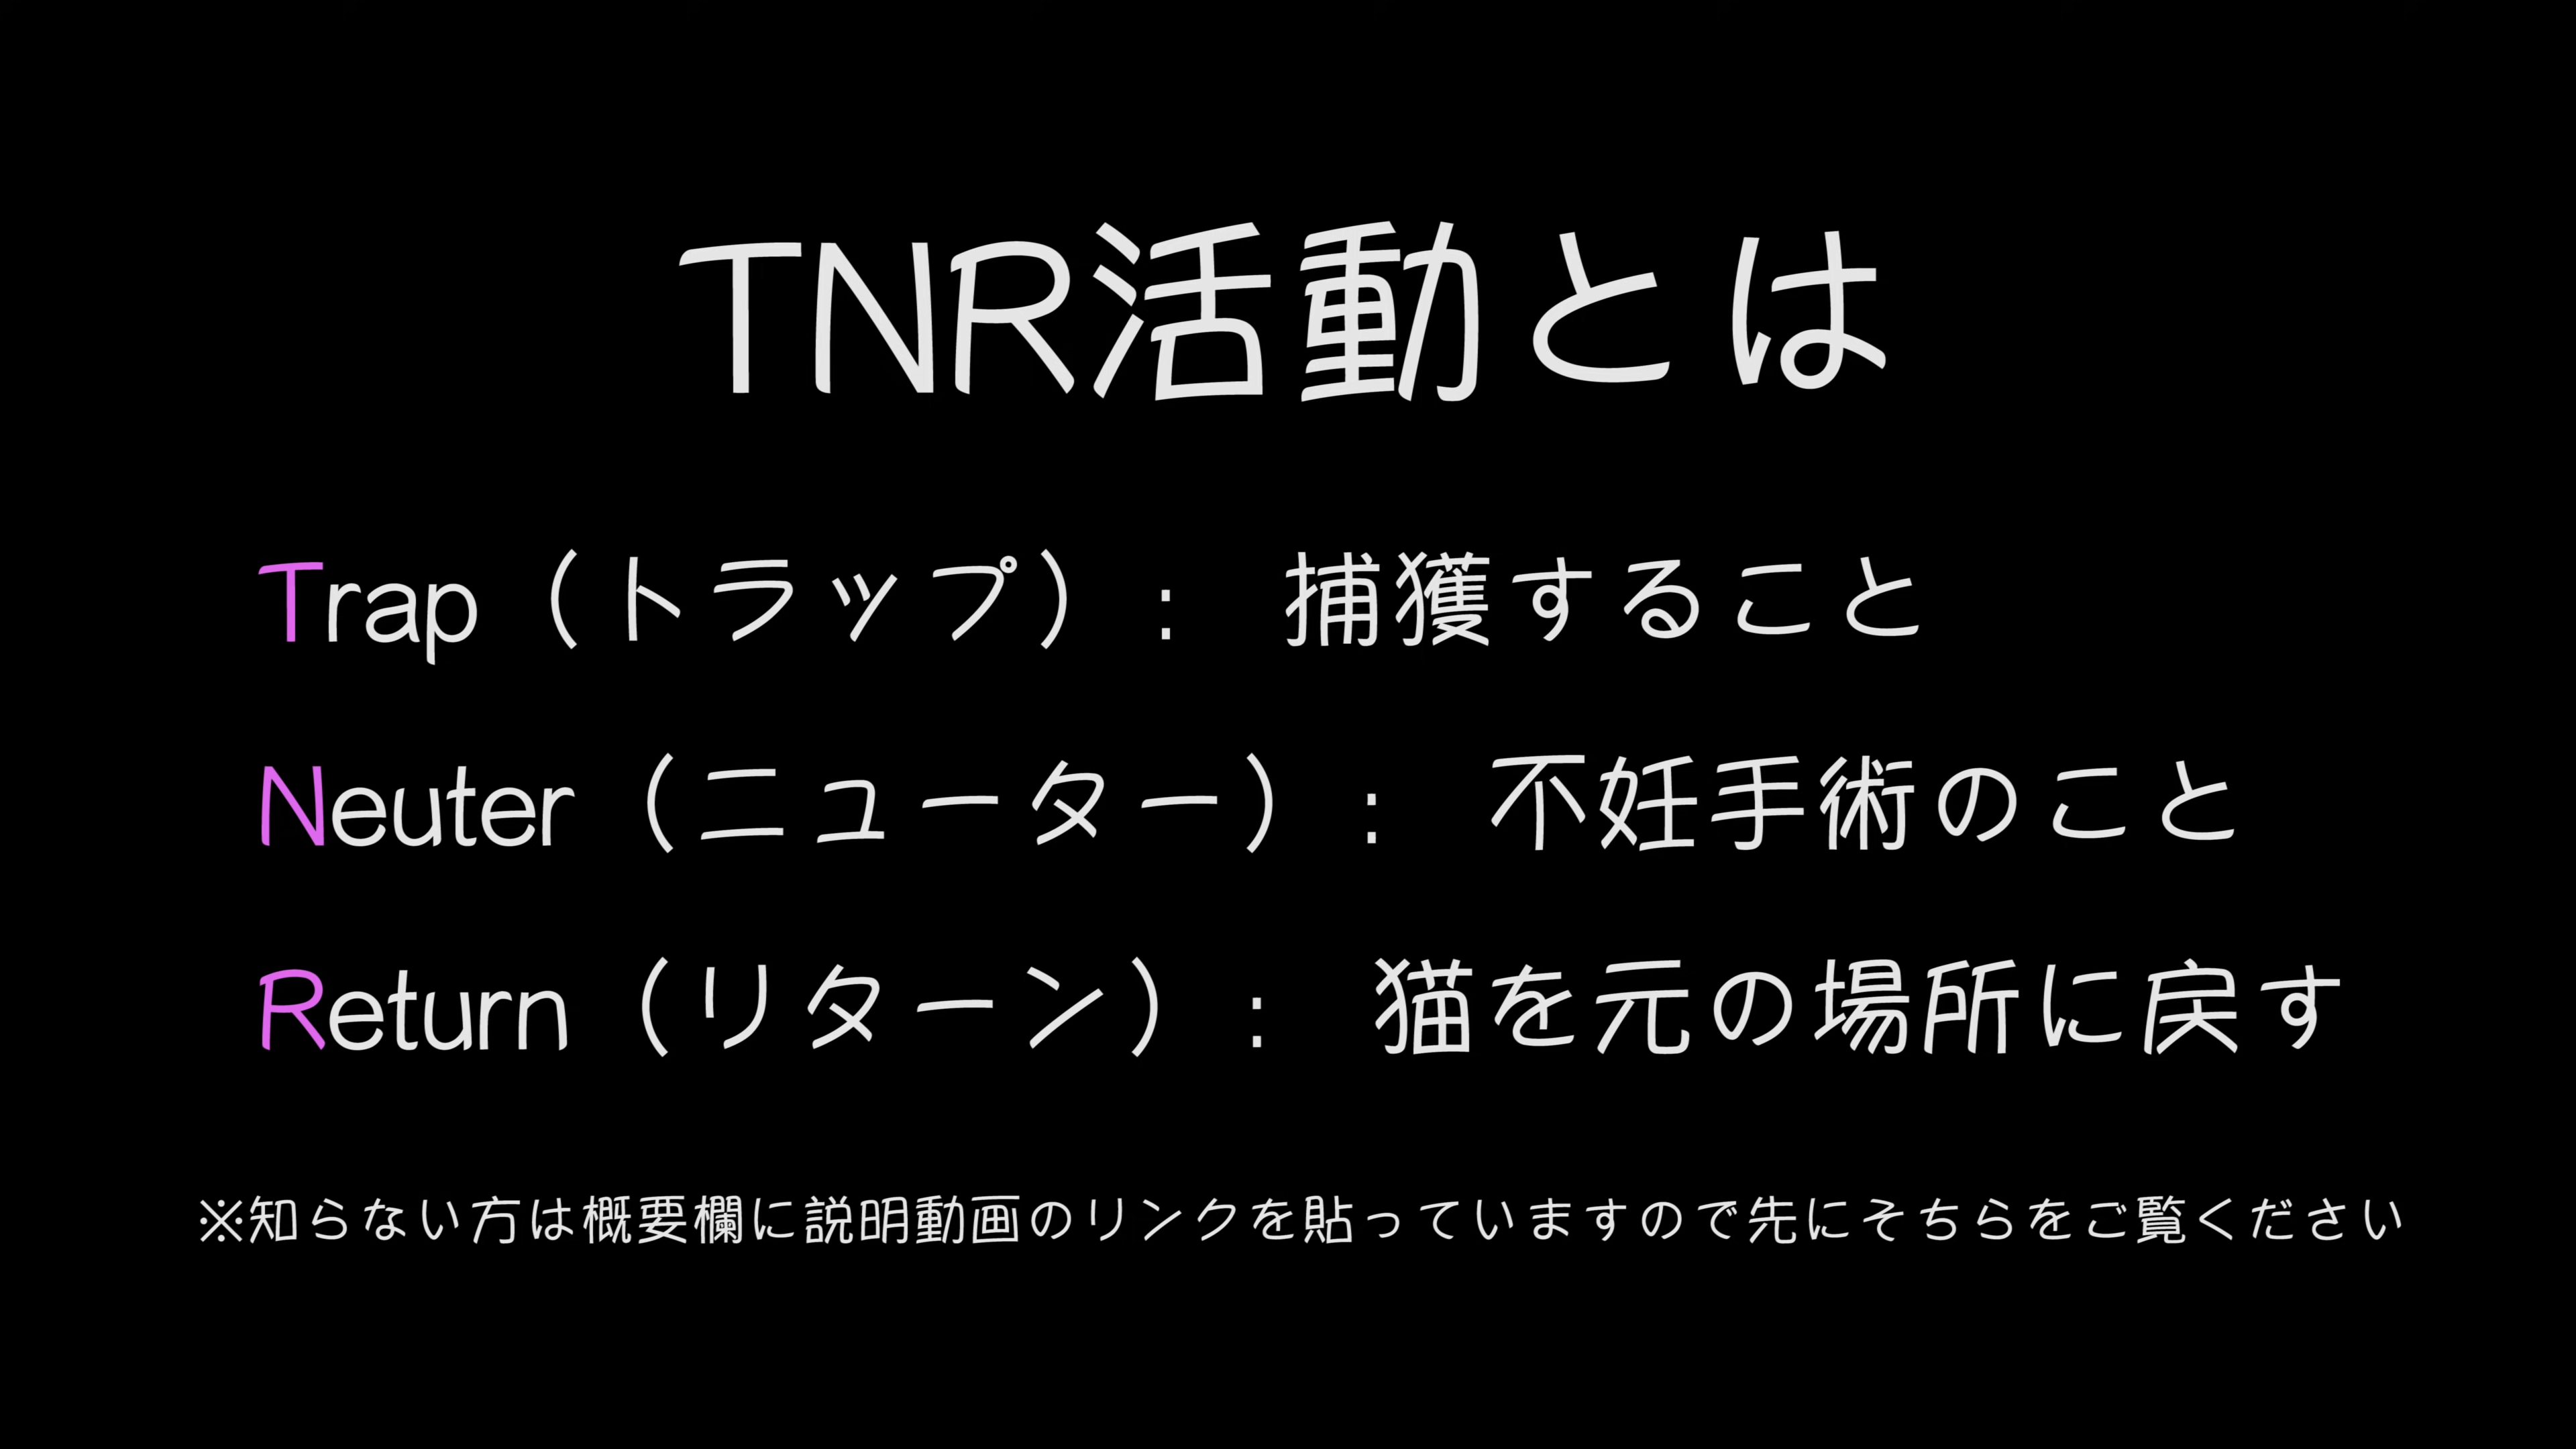 TNR活動とは
Trap（トラップ）： 捕獲すること
Neuter（ニューター）： 不妊手術のこと
Return（リターン）： 猫を元の場所に戻す
※知らない方は概要欄に説明動画のリンクを貼っていますので先にそちらをご覧ください